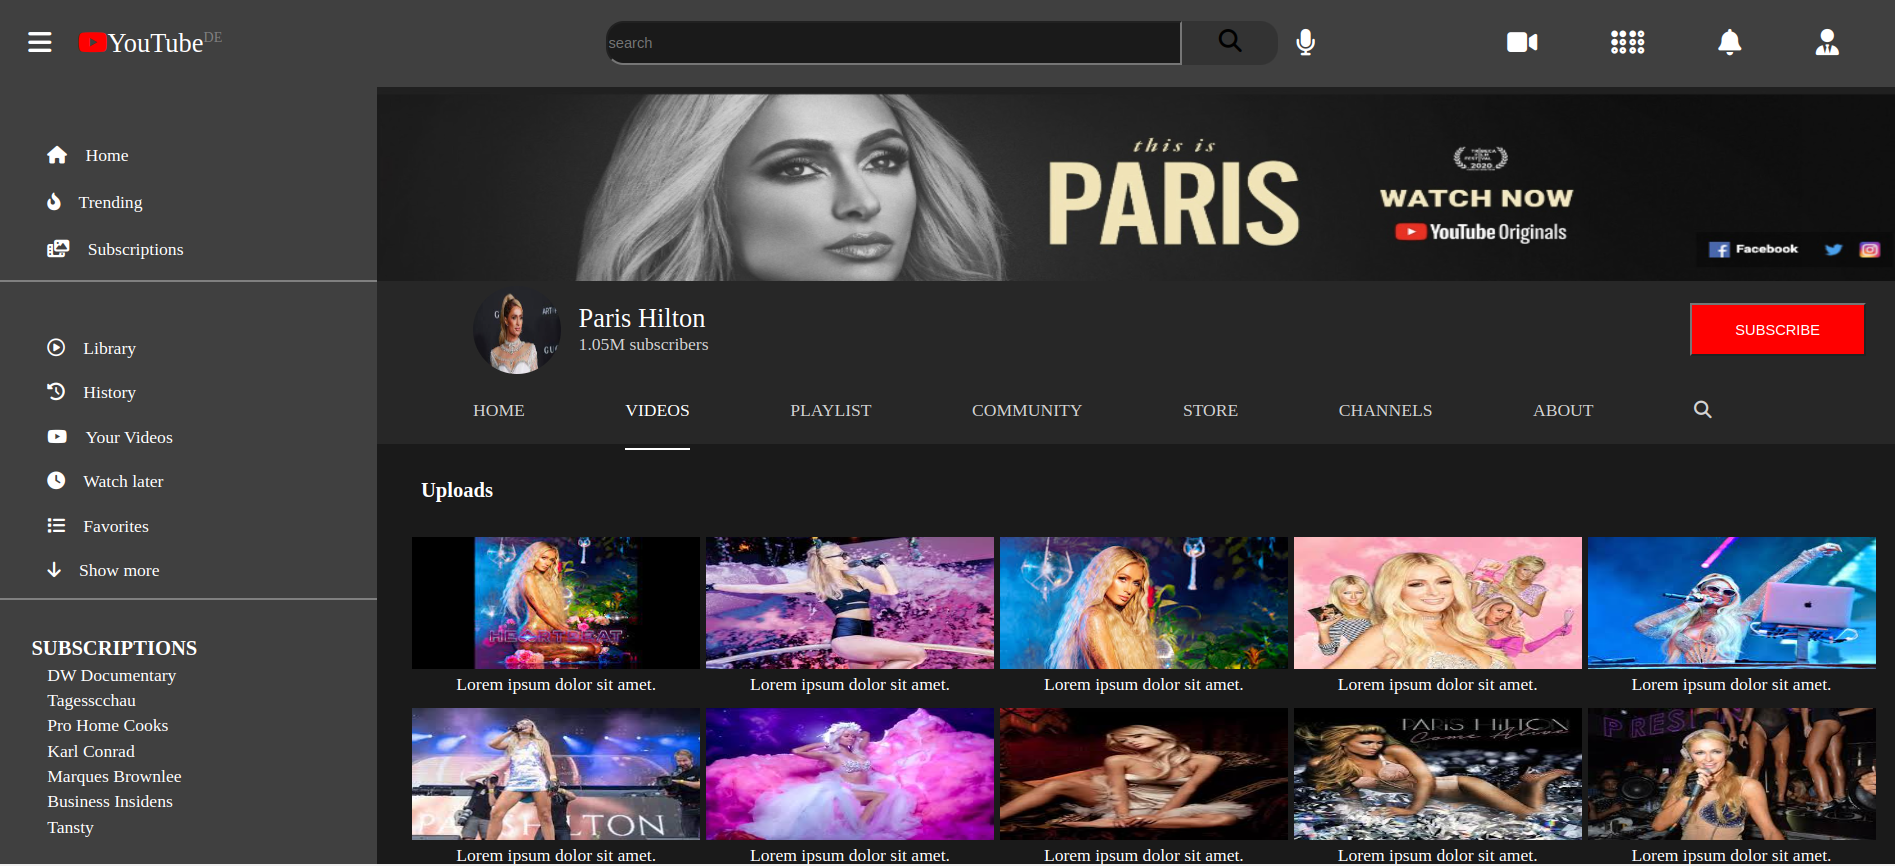 YouTube DE
search
Home
Trending
Subscriptions
this is
PARIS
TRIBECA
FILM
FESTIVAL
2020
WATCH NOW
YouTube Originals
Facebook
Paris Hilton
1.05M subscribers
SUBSCRIBE
HOME VIDEOS PLAYLIST COMMUNITY STORE CHANNELS ABOUT
Library
History
Your Videos
Watch later
Favorites
Show more
Uploads
HEARTBEAT
Lorem ipsum dolor sit amet. Lorem ipsum dolor sit amet. Lorem ipsum dolor sit amet. Lorem ipsum dolor sit amet. Lorem ipsum dolor sit amet.
SUBSCRIPTIONS
DW Documentary
Tagesscchau
Pro Home Cooks
Karl Conrad
Marques Brownlee
Business Insidens
Tansty
PARIS HILTON
Come Alive
Lorem ipsum dolor sit amet. Lorem ipsum dolor sit amet. Lorem ipsum dolor sit amet. Lorem ipsum dolor sit amet. Lorem ipsum dolor sit amet.